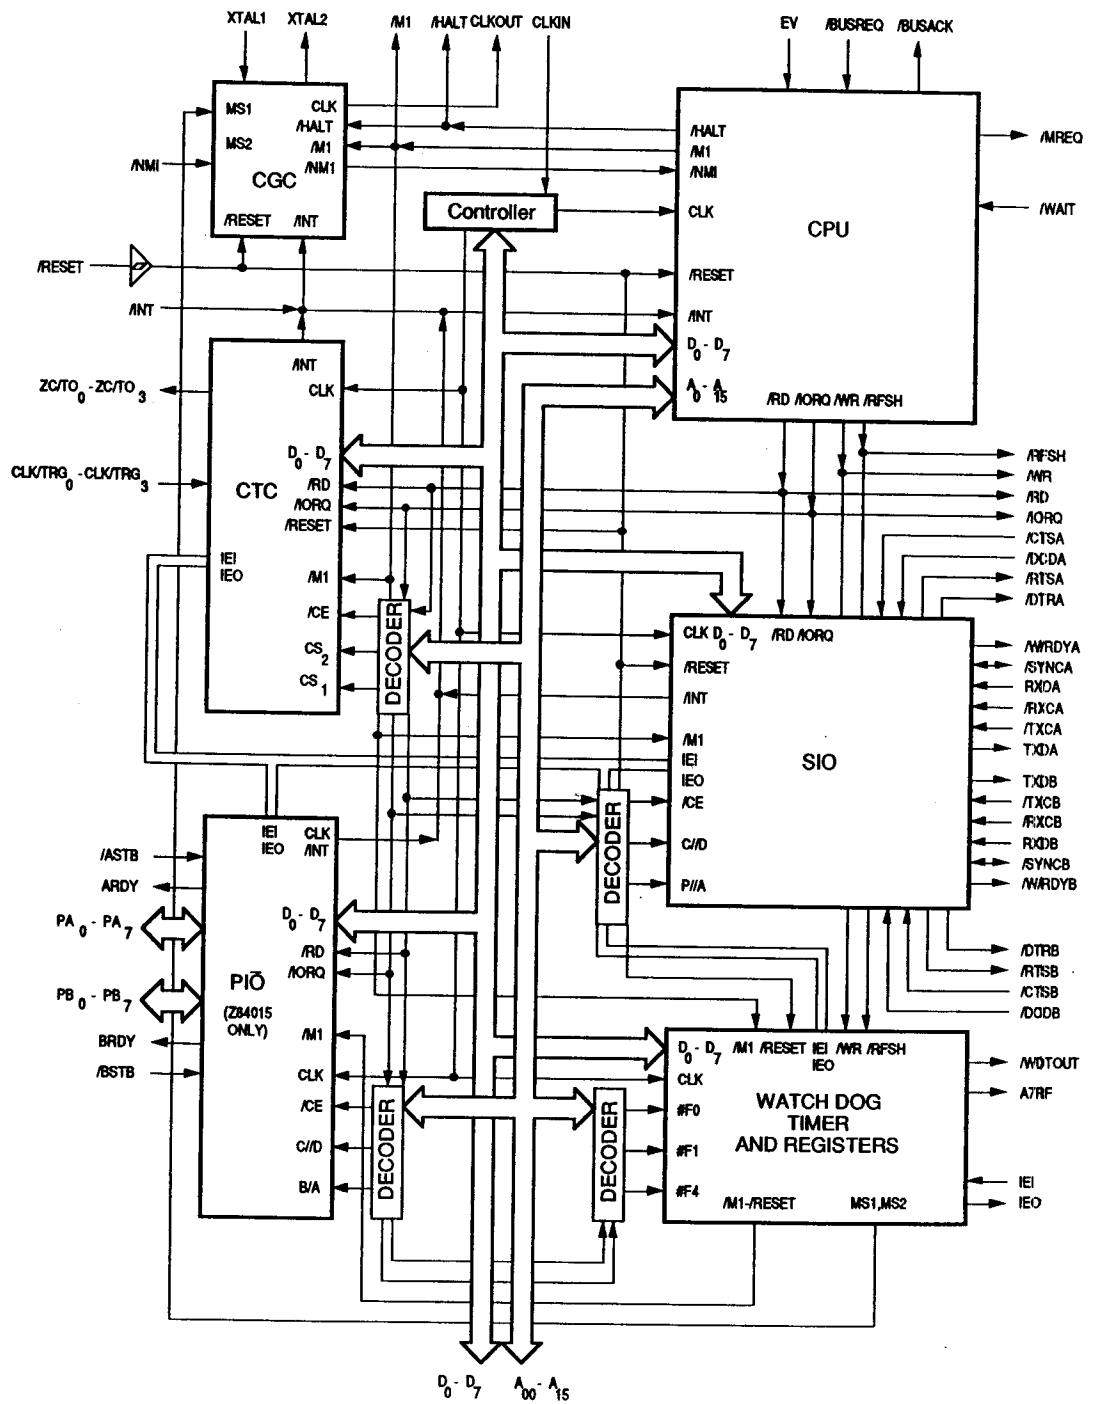 XTAL1 XTAL2 /M1 /HALT CLKOUT CLKIN EV /BUSREQ /BUSACK
MS1 CLK
/HALT
MS2 /M1
/NMI /NM1
CGC
/RESET /INT
Controller
/HALT
/M1
/NMI
CLK
CPU
/MREQ
/WAIT
/RESET
/INT
/RESET
/INT
D0 - D7
A0 - A15
/RD /IORQ /WR /RFSH
ZC/TO0 - ZC/TO3
CLK/TRG0 - CLK/TRG3
/INT
CLK
D0 - D7
CTC
/RD
/IORQ
/RESET
IEI
IEO
/M1
/CE
CS2
CS1
DECODER
/RFSH
/WR
/RD
/IORQ
/CTSA
/DCDA
/RTSA
/DTRA
CLK D0 - D7 /RD /IORQ
/RESET
/INT
SIO
/M1
IEI
IEO
/CE
C//D
P//A
DECODER
/W/RDYA
/SYNCA
RXDA
/RXCA
/TXCA
TXDA
TXDB
/TXCB
/RXCB
RXDB
/SYNCB
/W/RDYB
/DTRB
/RTSB
/CTSB
/DCDB
/ASTB
ARDY
PA0 - PA7
PB0 - PB7
BRDY
/BSTB
IEI CLK
IEO /INT
D0 - D7
/RD
PIO /IORQ
(Z84015
ONLY)
/M1
CLK
/CE
C//D
B/A
DECODER
DECODER
D0 - D7 /M1 /RESET IEI /WR /RFSH
IEO
CLK
WATCH DOG
TIMER
AND REGISTERS
#F0
#F1
#F4
/M1-/RESET MS1,MS2
/WDTOUT
A7RF
IEI
IEO
D0 - D7 A00 - A15